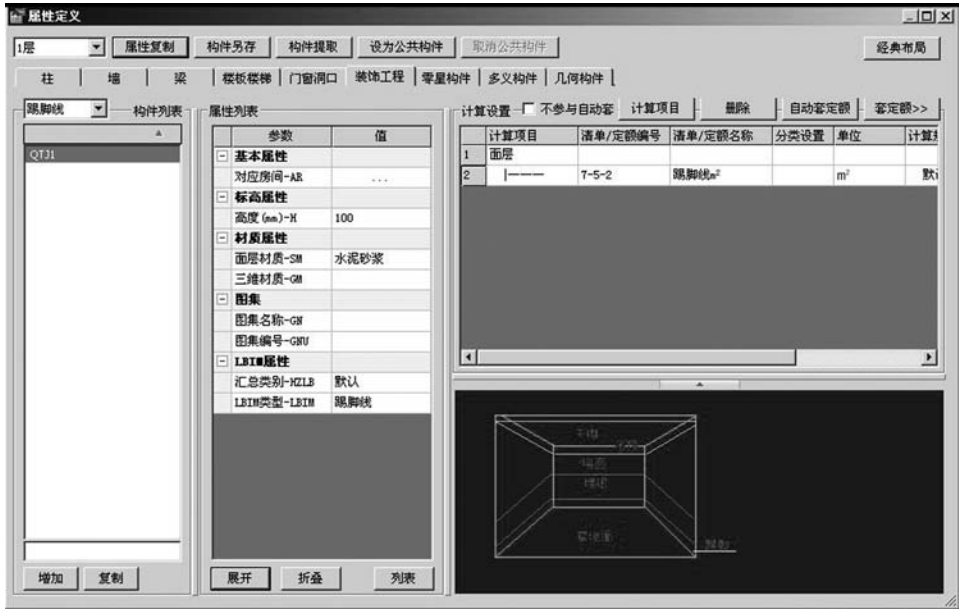 属性定义
1层 属性复制 构件另存 构件提取 设为公共构件 取消公共构件 经典布局
柱 墙 梁 楼板楼梯 门窗洞口 装饰工程 零星构件 多义构件 几何构件
踢脚线 构件列表
QTJ1
增加 复制
属性列表
参数 值
基本属性
对应房间-AR ...
标高属性
高度(mm)-H 100
材质属性
面层材质-SM 水泥砂浆
三维材质-GM
图集
图集名称-GN
图集编号-GNU
LBIM属性
汇总类别-HZLB 默认
LBIM类型-LBIM 踢脚线
展开 折叠 列表
计算设置 不参与自动套 计算项目 删除 自动套定额 套定额>>
计算项目 清单/定额编号 清单/定额名称 分类设置 单位
1 面层
2 |——— 7-5-2 踢脚线m² m²
墙面
墙裙